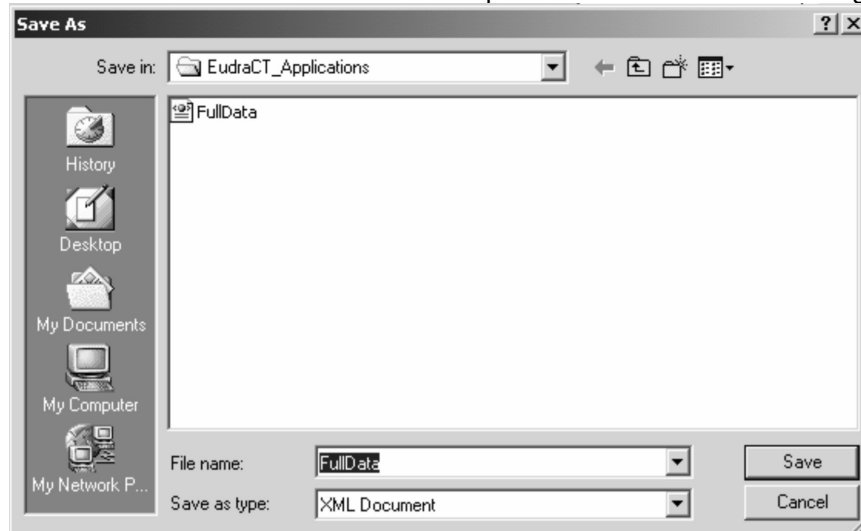 Save As
Save in: EudraCT_Applications
FullData
History
Desktop
My Documents
My Computer
My Network P...
File name: FullData Save
Save as type: XML Document Cancel